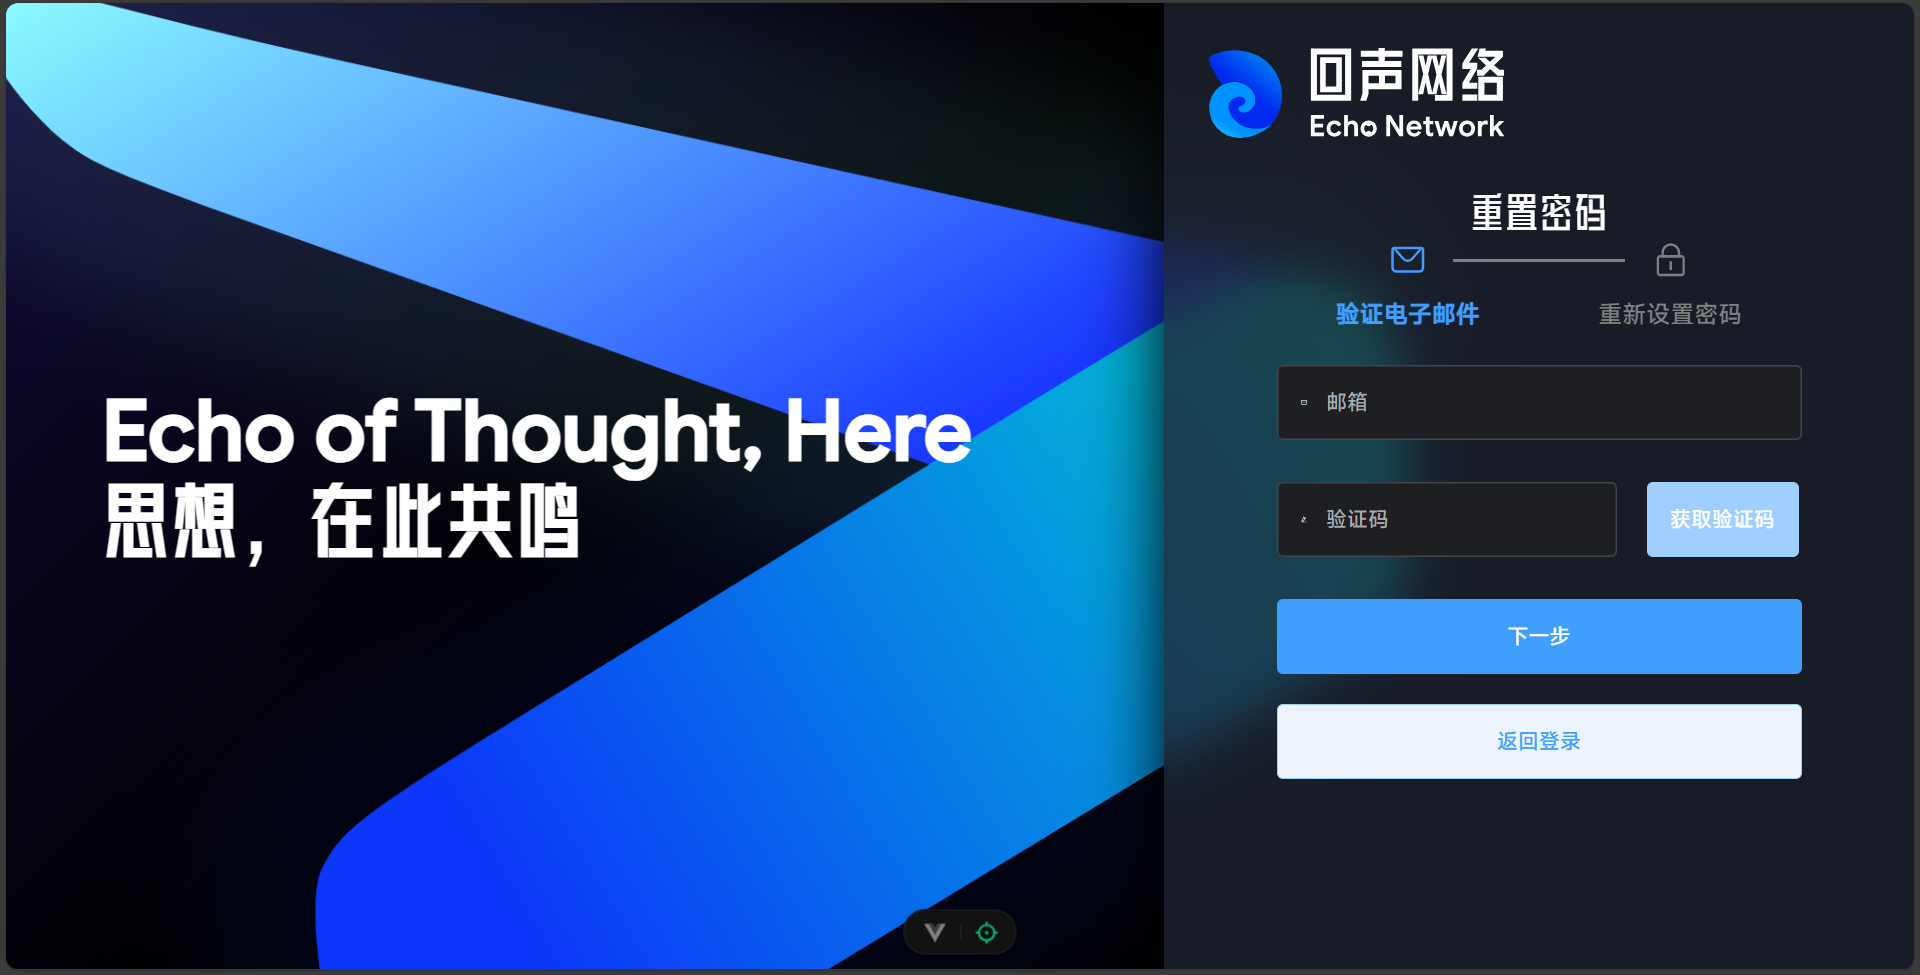 Echo of Thought, Here
思想，在此共鸣
回声网络
Echo Network
重置密码
验证电子邮件
重新设置密码
邮箱
验证码
获取验证码
下一步
返回登录